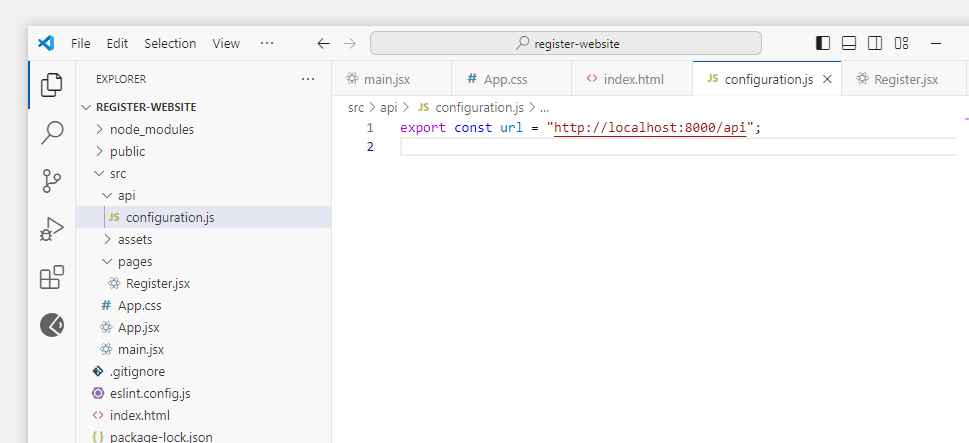 File Edit Selection View ··· register-website
EXPLORER ···
main.jsx App.css index.html JS configuration.js Register.jsx
REGISTER-WEBSITE
node_modules
public
src
api
JS configuration.js
assets
pages
Register.jsx
# App.css
App.jsx
main.jsx
.gitignore
eslint.config.js
<> index.html
{} package-lock.json
src > api > JS configuration.js > ...
1 export const url = "http://localhost:8000/api";
2